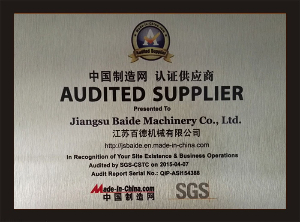 中国制造网 认证供应商
AUDITED SUPPLIER
Presented To
Jiangsu Baide Machinery Co., Ltd.
江苏百德机械有限公司
http://jsbaide.en.made-in-china.com
In Recognition of Your Site Existence & Business Operations
Audited by SGS-CSTC on 2015-04-07
Audit Report Serial No.: QIP-ASI154388
Made-in-China.com SGS
中国制造网